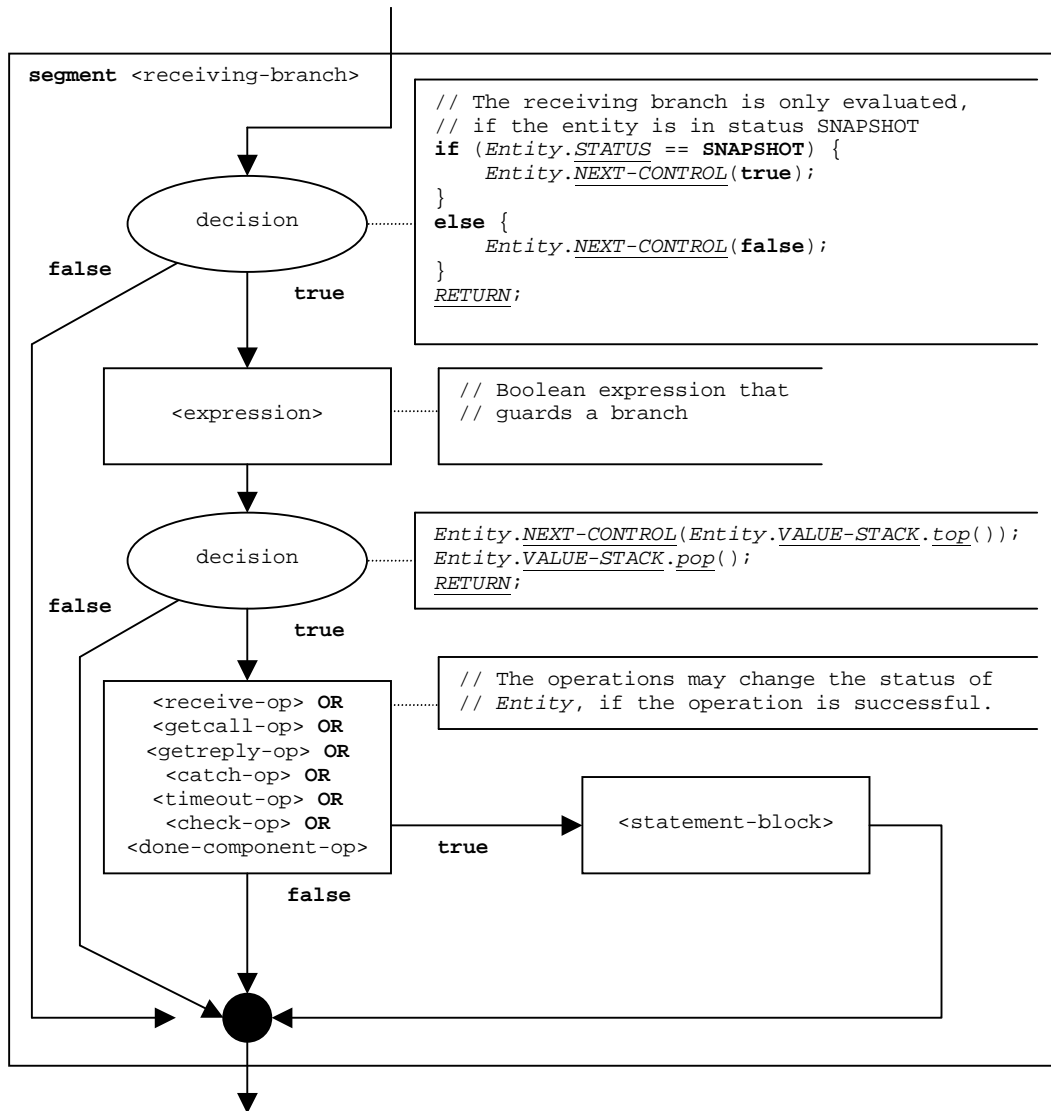 segment <receiving-branch>
// The receiving branch is only evaluated,
// if the entity is in status SNAPSHOT
if (Entity.STATUS == SNAPSHOT) {
Entity.NEXT-CONTROL(true);
}
else {
Entity.NEXT-CONTROL(false);
}
RETURN;
decision
false
true
<expression>
// Boolean expression that
// guards a branch
decision
Entity.NEXT-CONTROL(Entity.VALUE-STACK.top());
Entity.VALUE-STACK.pop();
RETURN;
false
true
<receive-op> OR
<getcall-op> OR
<getreply-op> OR
<catch-op> OR
<timeout-op> OR
<check-op> OR
<done-component-op>
// The operations may change the status of
// Entity, if the operation is successful.
true
<statement-block>
false